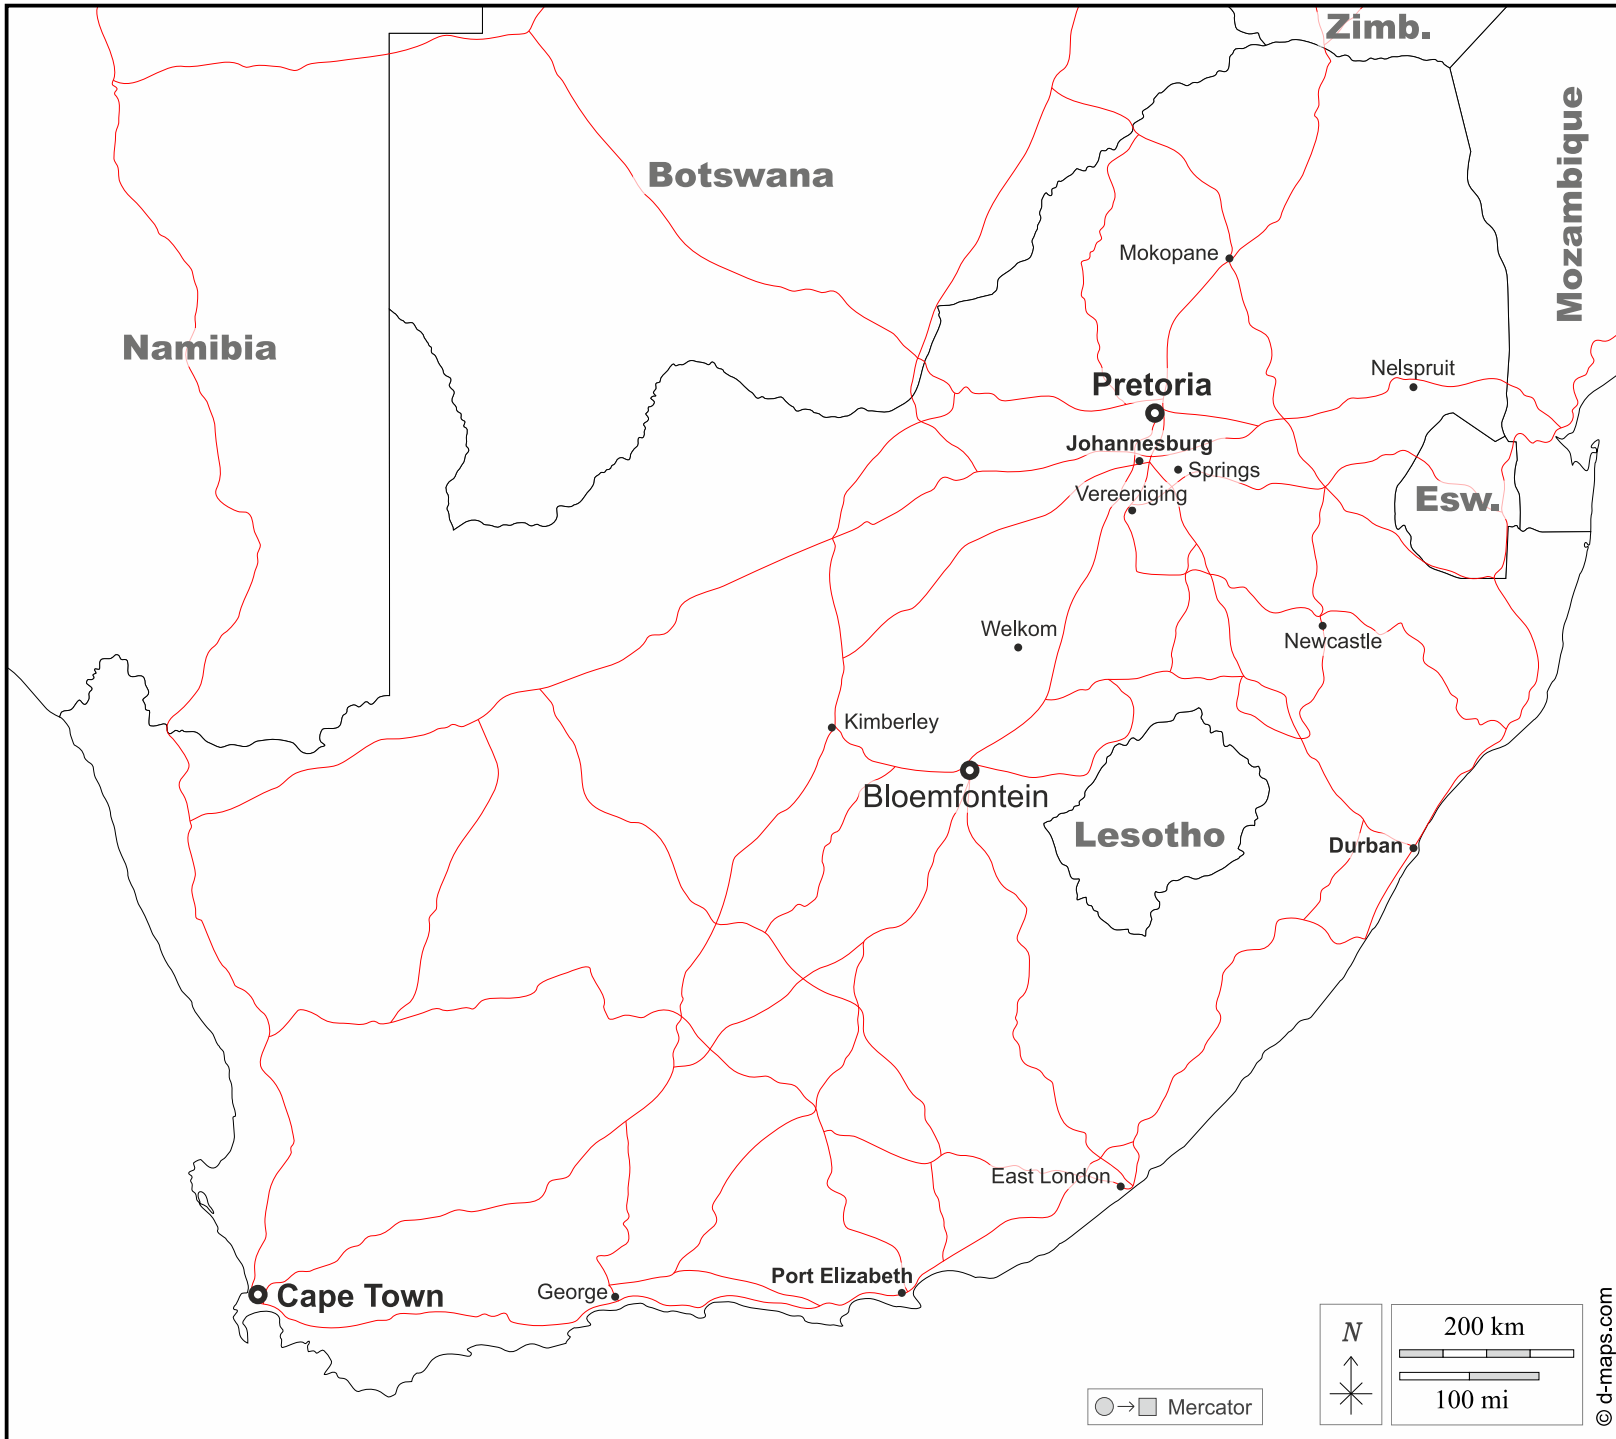 Zimb.
Mozambique
Botswana
Mokopane
Namibia
Nelspruit
Pretoria
Johannesburg
Springs
Vereeniging
Esw.
Welkom
Newcastle
Kimberley
Bloemfontein
Lesotho
Durban
East London
Port Elizabeth
George
Cape Town
N
200 km
100 mi
Mercator
© d-maps.com